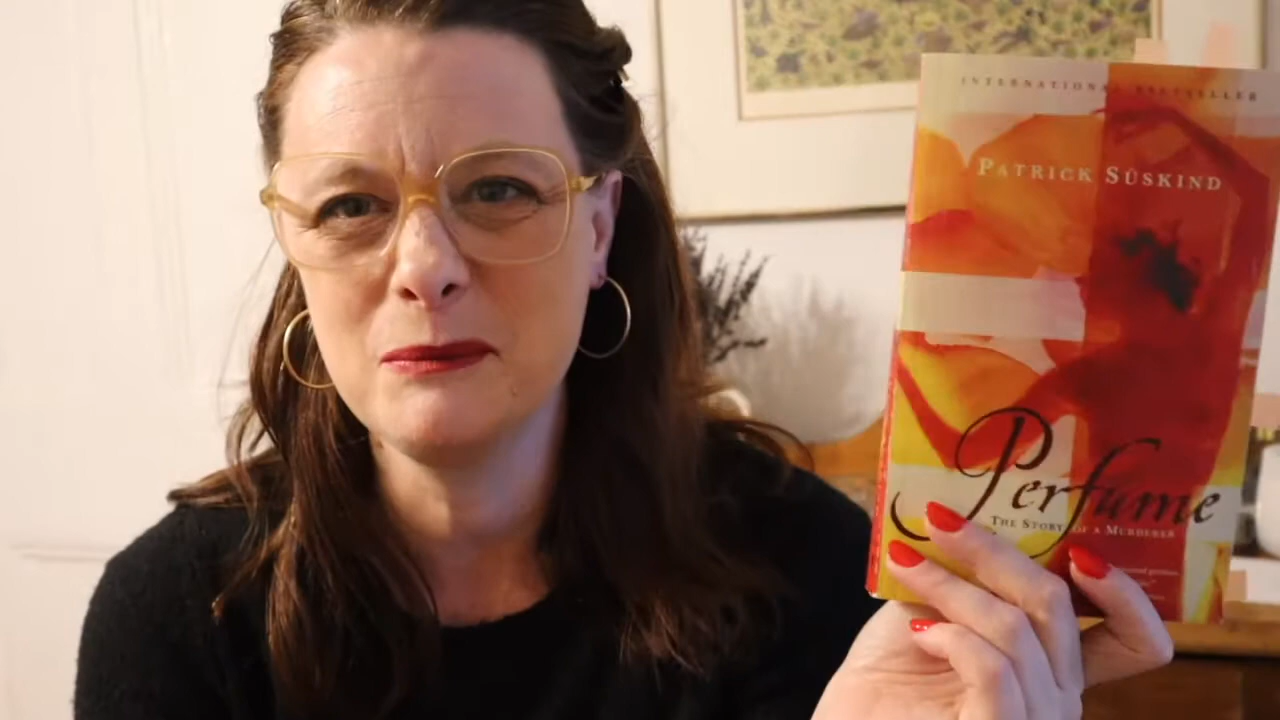 INTERNATIONAL BESTSELLER
PATRICK SÜSKIND
Perfume
THE STORY OF A MURDERER